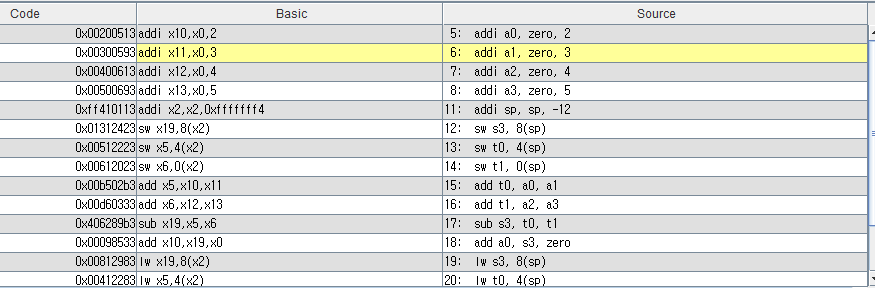 Code Basic Source
0x00200513 addi x10,x0,2 5: addi a0, zero, 2
0x00300593 addi x11,x0,3 6: addi a1, zero, 3
0x00400613 addi x12,x0,4 7: addi a2, zero, 4
0x00500693 addi x13,x0,5 8: addi a3, zero, 5
0xff410113 addi x2,x2,0xfffffff4 11: addi sp, sp, -12
0x01312423 sw x19,8(x2) 12: sw s3, 8(sp)
0x00512223 sw x5,4(x2) 13: sw t0, 4(sp)
0x00612023 sw x6,0(x2) 14: sw t1, 0(sp)
0x00b502b3 add x5,x10,x11 15: add t0, a0, a1
0x00d60333 add x6,x12,x13 16: add t1, a2, a3
0x406289b3 sub x19,x5,x6 17: sub s3, t0, t1
0x00098533 add x10,x19,x0 18: add a0, s3, zero
0x00812983 lw x19,8(x2) 19: lw s3, 8(sp)
0x00412283 lw x5,4(x2) 20: lw t0, 4(sp)